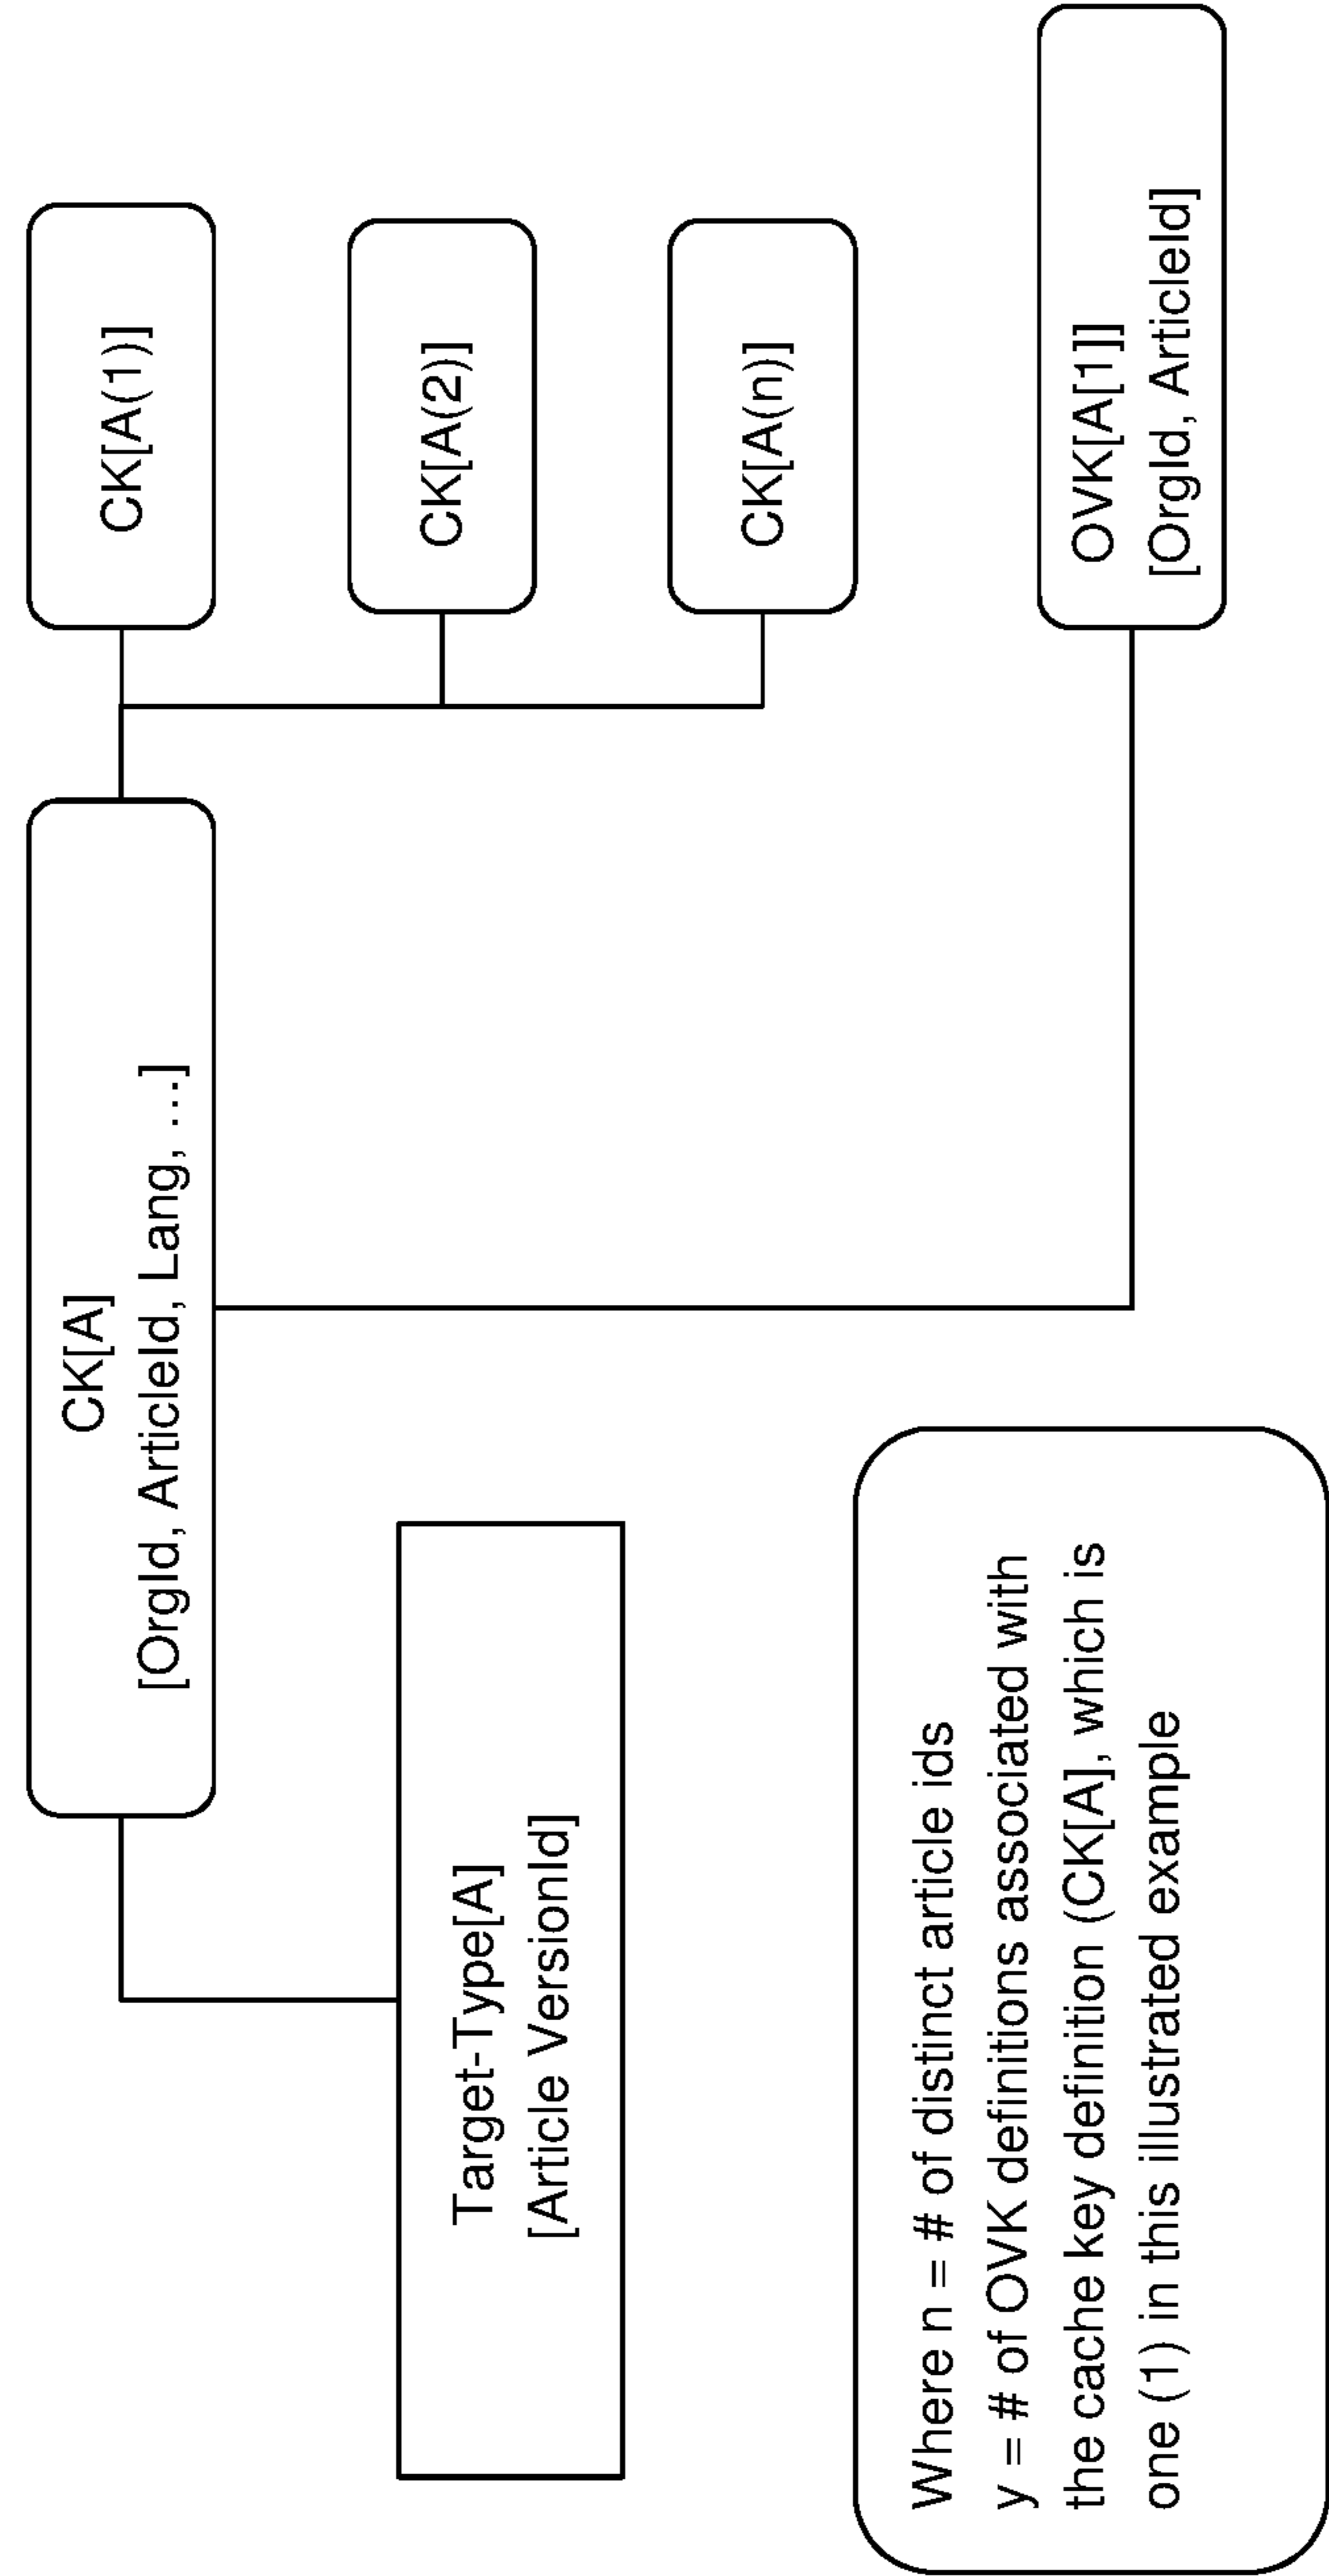 CK[A]
[OrgId, ArticleId, Lang, …]
CK[A(1)]
Target-Type[A]
[Article VersionId]
CK[A(2)]
CK[A(n)]
Where n = # of distinct article ids
y = # of OVK definitions associated with
the cache key definition (CK[A], which is
one (1) in this illustrated example
OVK[A[1]]
[OrgId, ArticleId]